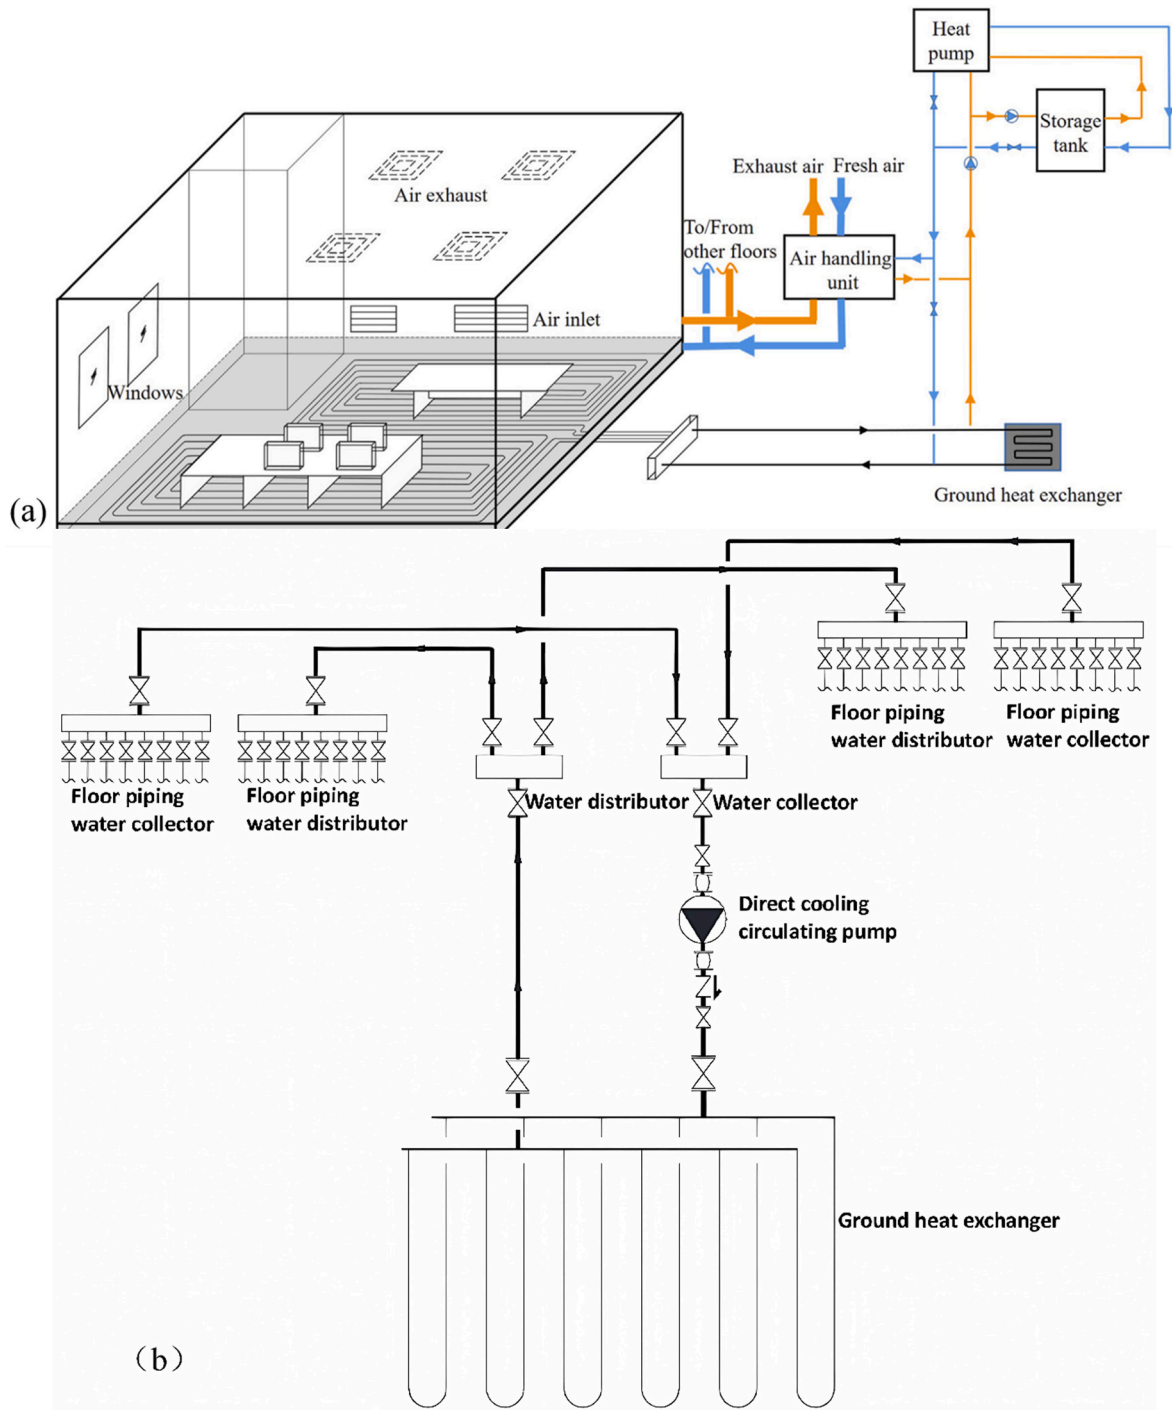 Heat
pump
Storage
tank
Exhaust air Fresh air
Air exhaust
To/From
other floors
Air handling
unit
Air inlet
Windows
Ground heat exchanger
(a)
Floor piping
water distributor
Floor piping
water collector
Floor piping
water collector
Floor piping
water distributor
Water distributor
Water collector
Direct cooling
circulating pump
Ground heat exchanger
（b）